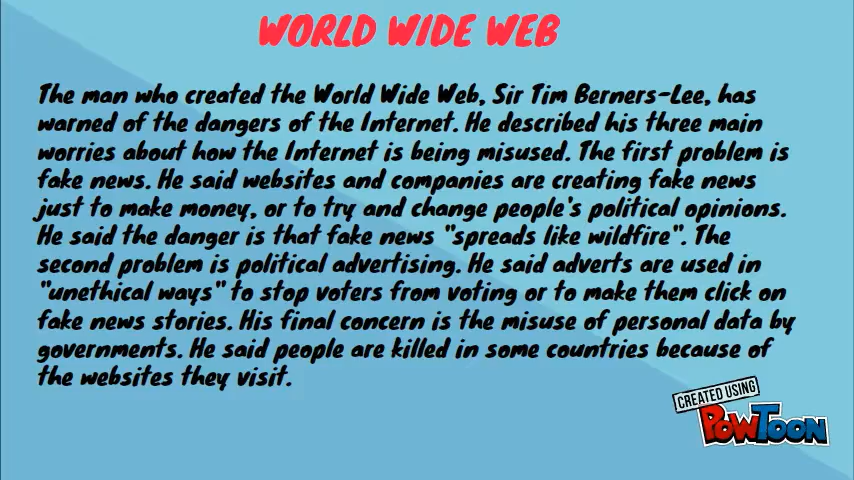 WORLD WIDE WEB
The man who created the World Wide Web, Sir Tim Berners-Lee, has
warned of the dangers of the Internet. He described his three main
worries about how the Internet is being misused. The first problem is
fake news. He said websites and companies are creating fake news
just to make money, or to try and change people's political opinions.
He said the danger is that fake news "spreads like wildfire". The
second problem is political advertising. He said adverts are used in
"unethical ways" to stop voters from voting or to make them click on
fake news stories. His final concern is the misuse of personal data by
governments. He said people are killed in some countries because of
the websites they visit.
CREATED USING
POWTOON